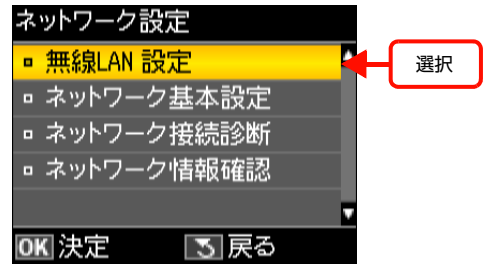 ネットワーク設定
無線LAN 設定
選択
ネットワーク基本設定
ネットワーク接続診断
ネットワーク情報確認
OK 決定 戻る